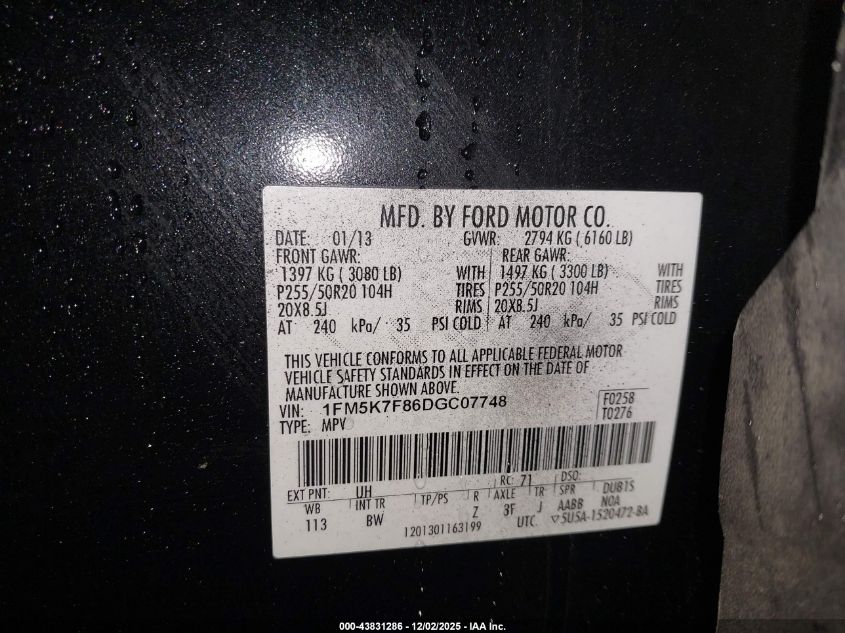 MFD. BY FORD MOTOR CO.
DATE: 01/13 GVWR: 2794 KG ( 6160 LB)
FRONT GAWR: REAR GAWR:
1397 KG ( 3080 LB) WITH 1497 KG ( 3300 LB) WITH
P255/50R20 104H TIRES P255/50R20 104H TIRES
20X8.5J RIMS 20X8.5J RIMS
AT 240 kPa/ 35 PSI COLD AT 240 kPa/ 35 PSI COLD
THIS VEHICLE CONFORMS TO ALL APPLICABLE FEDERAL MOTOR
VEHICLE SAFETY STANDARDS IN EFFECT ON THE DATE OF
MANUFACTURE SHOWN ABOVE.
VIN: 1FM5K7F86DGC07748 F0258
TYPE: MPV T0276
RC: 71 DSO:
EXT PNT: UH DU81S
WB INT TR TP/PS R AXLE TR SPR NOA
113 BW Z 3F J AABB
1201301163199 UTC ▽5U5A-1520472-BA
000-43831286 - 12/02/2025 - IAA Inc.